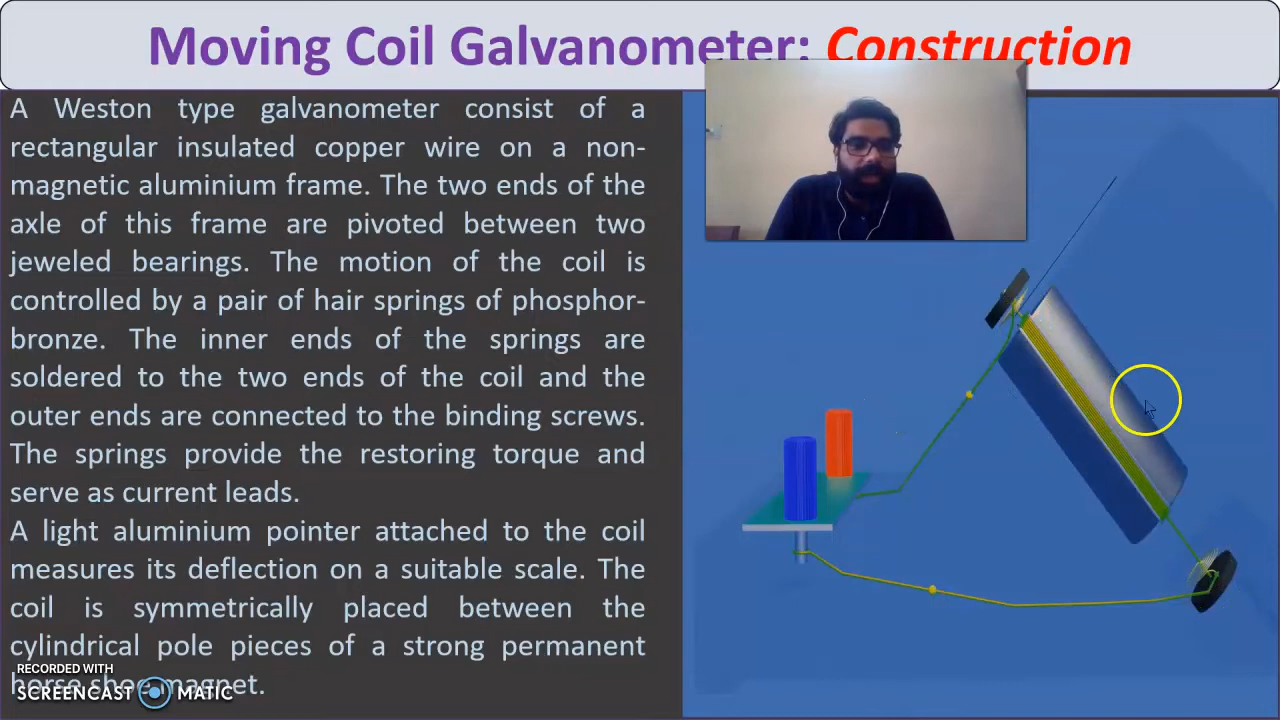 Moving Coil Galvanometer: Construction
A Weston type galvanometer consist of a
rectangular insulated copper wire on a non-
magnetic aluminium frame. The two ends of the
axle of this frame are pivoted between two
jeweled bearings. The motion of the coil is
controlled by a pair of hair springs of phosphor-
bronze. The inner ends of the springs are
soldered to the two ends of the coil and the
outer ends are connected to the binding screws.
The springs provide the restoring torque and
serve as current leads.
A light aluminium pointer attached to the coil
measures its deflection on a suitable scale. The
coil is symmetrically placed between the
cylindrical pole pieces of a strong permanent
horse shoe magnet.
RECORDED WITH
SCREENCAST MATIC